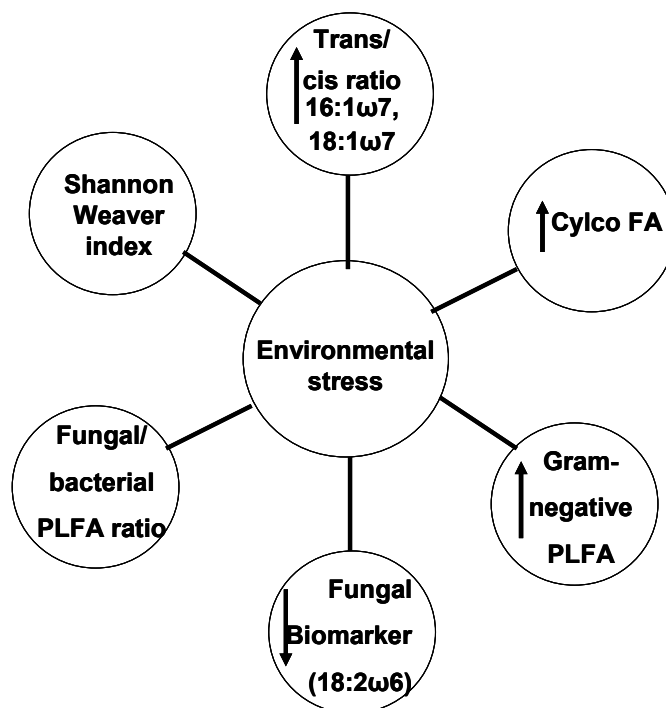 Trans/
cis ratio
16:1ω7,
18:1ω7
Shannon
Weaver
index
Cylco FA
Environmental
stress
Fungal/
bacterial
PLFA ratio
Gram-
negative
PLFA
Fungal
Biomarker
(18:2ω6)